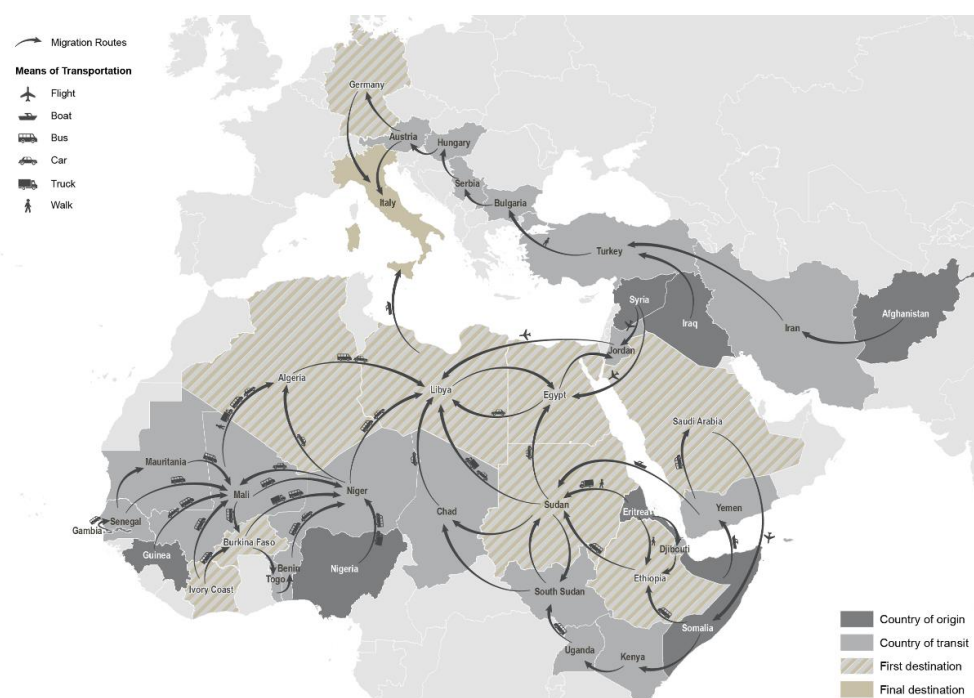 Migration Routes
Means of Transportation
Flight
Boat
Bus
Car
Truck
Walk
Germany
Austria
Hungary
Italy
Serbia
Bulgaria
Turkey
Syria
Iraq
Iran
Afghanistan
Jordan
Algeria
Libya
Egypt
Saudi Arabia
Mauritania
Mali
Niger
Senegal
Gambia
Chad
Sudan
Eritrea
Yemen
Guinea
Burkina Faso
Djibouti
Ivory Coast
Togo
Benin
Nigeria
Ethiopia
South Sudan
Somalia
Uganda
Kenya
Country of origin
Country of transit
First destination
Final destination